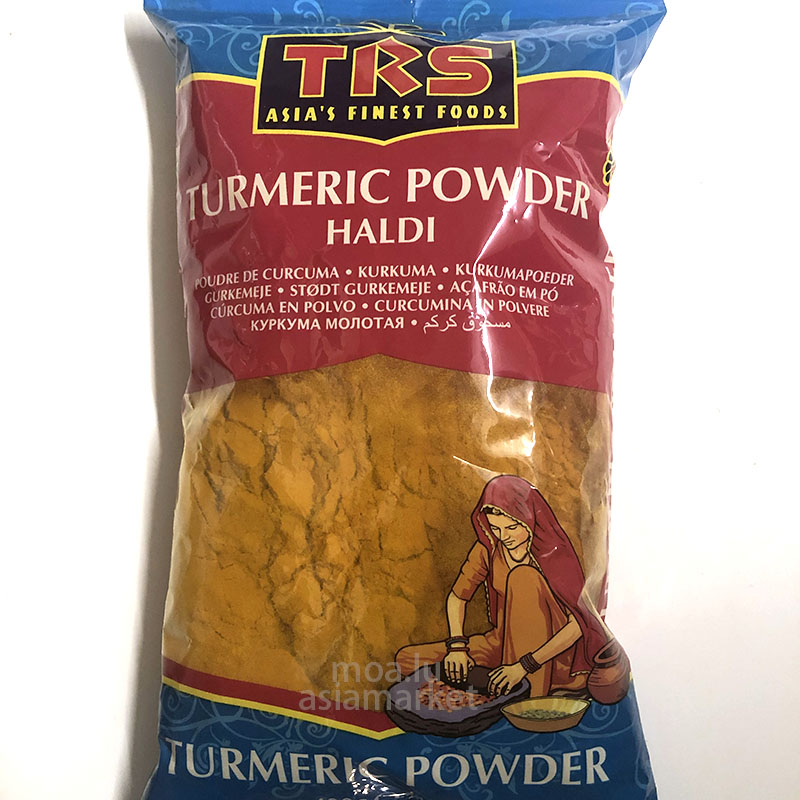 TRS
ASIA'S FINEST FOODS
TURMERIC POWDER
HALDI
POUDRE DE CURCUMA • KURKUMA • KURKUMAPOEDER
GURKEMEJE • STØDT GURKEMEJE • AÇAFRÃO EM PÓ
CÚRCUMA EN POLVO • CURCUMINA IN POLVERE
КУРКУМА МОЛОТАЯ • مسحوق كركم
moa.lu
asiamarket
TURMERIC POWDER